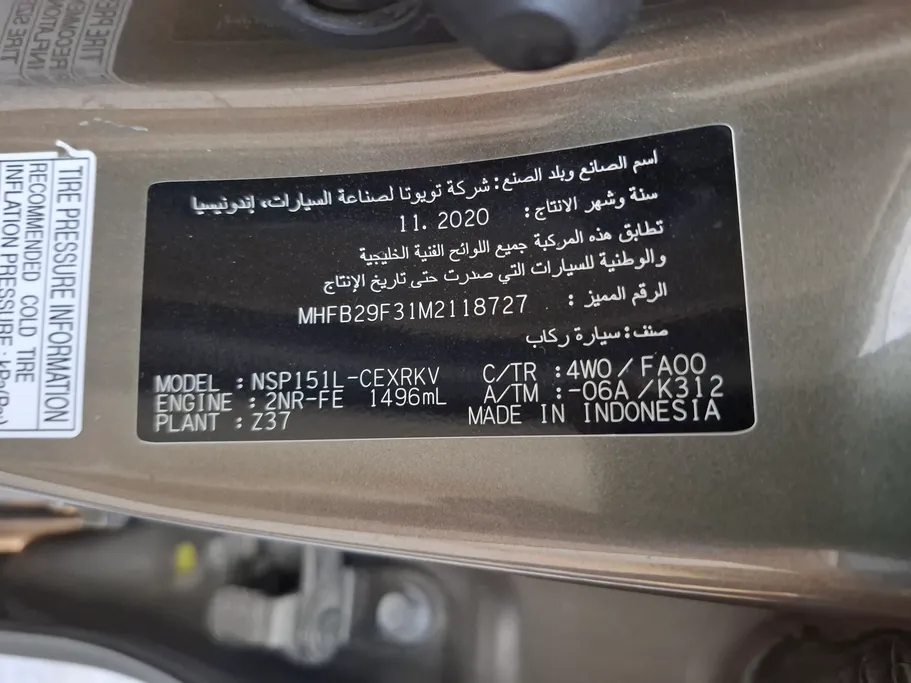 اسم الصانع وبلد الصنع: شركة تويوتا لصناعة السيارات، إندونيسيا
سنة وشهر الانتاج: 11. 2020
تطابق هذه المركبة جميع اللوائح الفنية الخليجية
والوطنية للسيارات التي صدرت حتى تاريخ الإنتاج
الرقم المميز : MHFB29F31M2118727
صنف: سيارة ركاب
MODEL : NSP151L-CEXRKV C/TR : 4W0/FA00
ENGINE : 2NR-FE 1496mL A/TM : -06A/K312
PLANT : Z37 MADE IN INDONESIA
TIRE PRESSURE INFORMATION
RECOMMENDED COLD TIRE
INFLATION PRESSURE : kPa